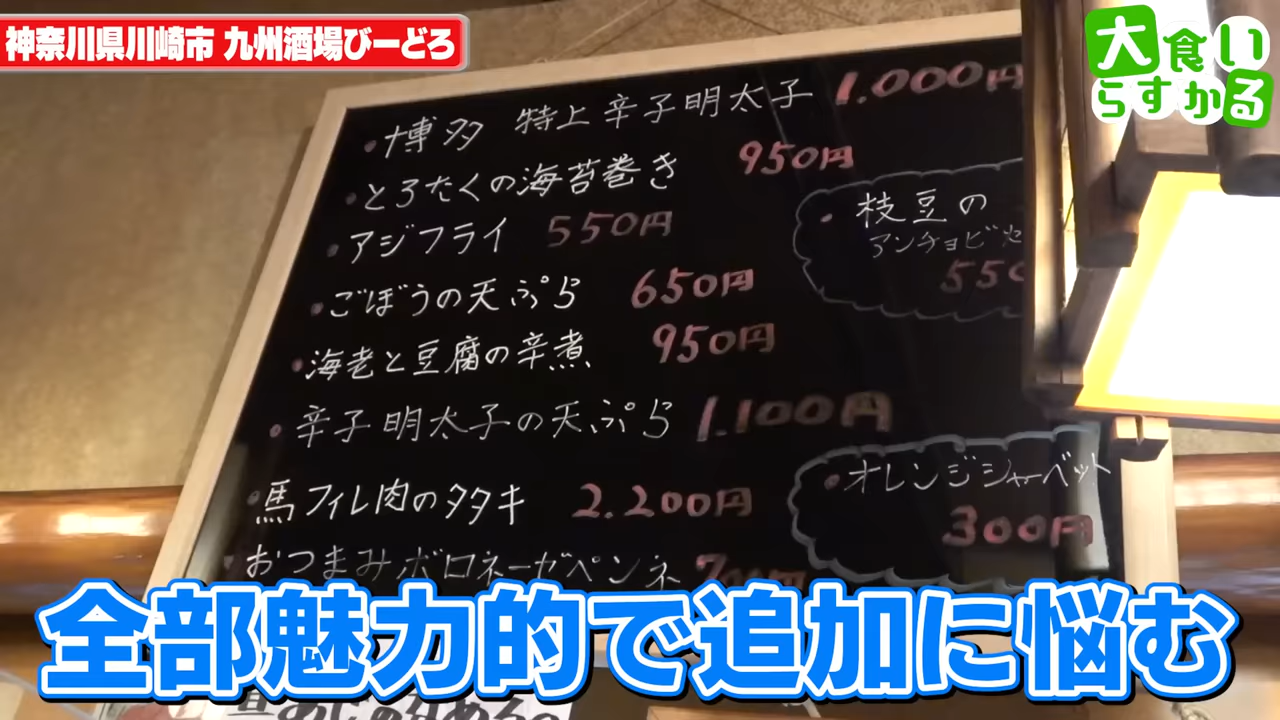 神奈川県川崎市 九州酒場びーどろ
大食い
らすかる
・博多 特上辛子明太子 1.000円
・とろたくの海苔巻き 950円
・アジフライ 550円
・ごぼうの天ぷら 650円
・海老と豆腐の辛煮 950円
・辛子明太子の天ぷら 1.100円
・馬フィレ肉のタタキ 2.200円
おつまみボロネーゼペンネ
・枝豆の
アンチョビ
550
・オレンジシャーベット
300円
全部魅力的で追加に悩む